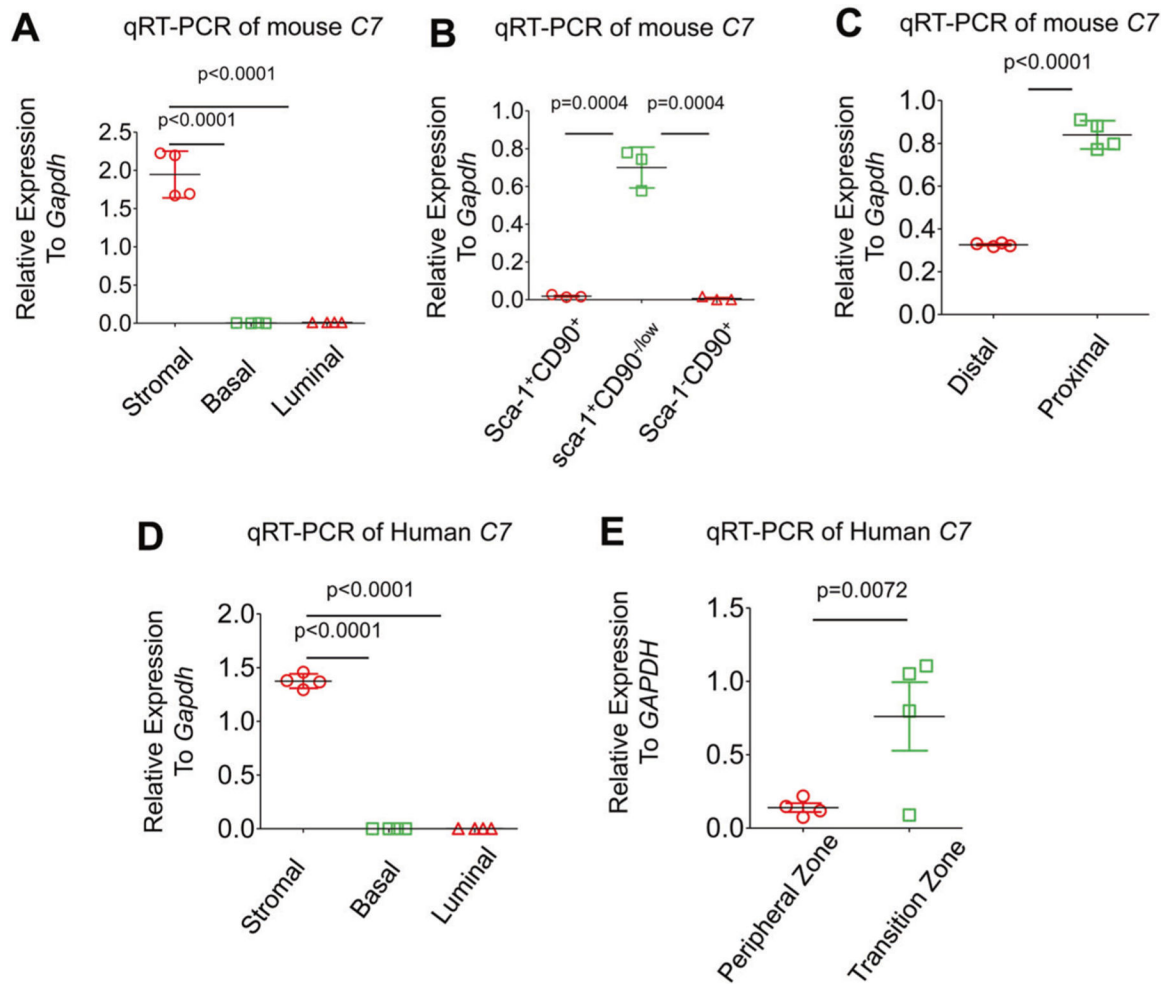 A
qRT-PCR of mouse C7
p<0.0001
p<0.0001
Relative Expression
To Gapdh
2.5
2.0
1.5
1.0
0.5
0.0
Stromal
Basal
Luminal
B
qRT-PCR of mouse C7
p=0.0004
p=0.0004
Relative Expression
To Gapdh
1.0
0.8
0.6
0.4
0.2
0.0
Sca-1⁺CD90⁺
sca-1⁺CD90⁻/low
Sca-1⁻CD90⁺
C
qRT-PCR of mouse C7
p<0.0001
Relative Expression
To Gapdh
1.0
0.8
0.6
0.4
0.2
0.0
Distal
Proximal
D
qRT-PCR of Human C7
p<0.0001
p<0.0001
Relative Expression
To Gapdh
2.0
1.5
1.0
0.5
0.0
Stromal
Basal
Luminal
E
qRT-PCR of Human C7
p=0.0072
Relative Expression
To GAPDH
1.5
1.0
0.5
0.0
Peripheral Zone
Transition Zone